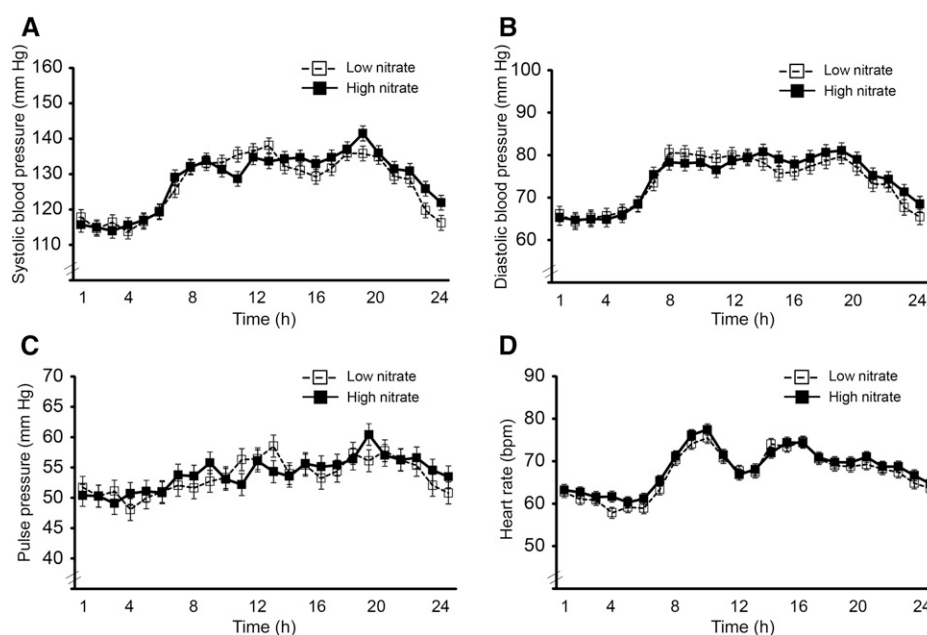 A
Systolic blood pressure (mm Hg)
160
150
140
130
120
110
Low nitrate
High nitrate
1 4 8 12 16 20 24
Time (h)
B
Diastolic blood pressure (mm Hg)
100
90
80
70
60
Low nitrate
High nitrate
1 4 8 12 16 20 24
Time (h)
C
Pulse pressure (mm Hg)
70
65
60
55
50
45
40
Low nitrate
High nitrate
1 4 8 12 16 20 24
Time (h)
D
Heart rate (bpm)
90
80
70
60
50
Low nitrate
High nitrate
1 4 8 12 16 20 24
Time (h)